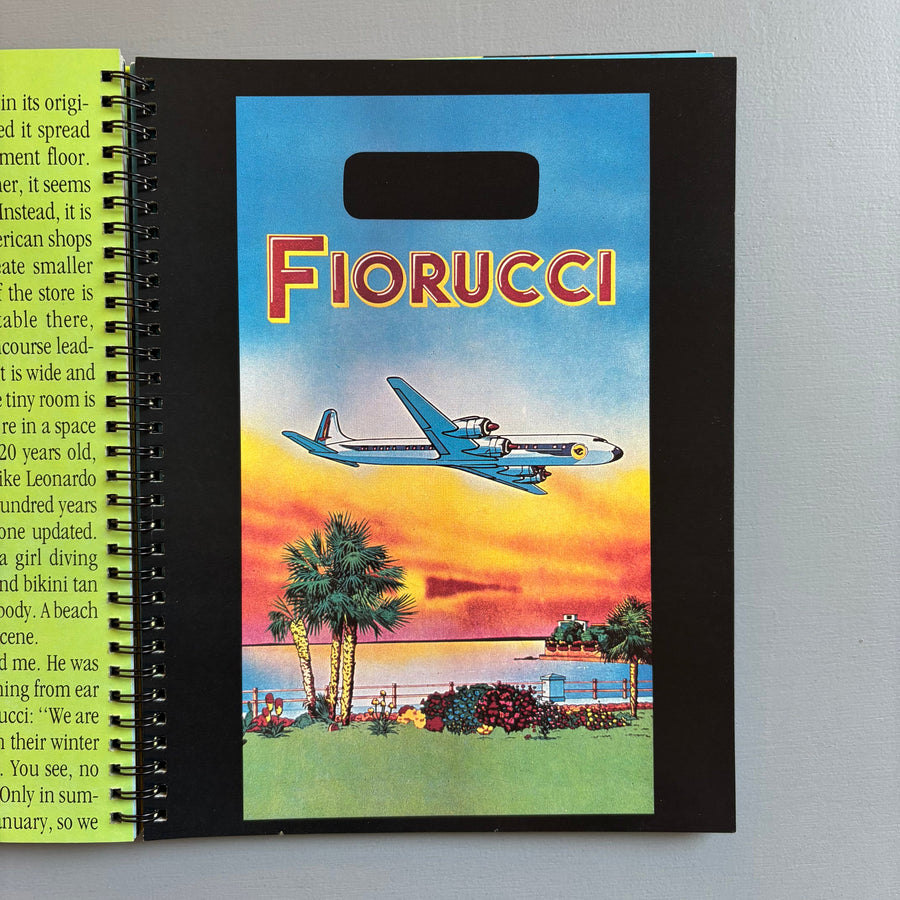 in its origi-
ed it spread
ment floor.
her, it seems
Instead, it is
erican shops
eate smaller
f the store is
table there,
ncourse lead-
t is wide and
e tiny room is
re in a space
20 years old,
ike Leonardo
undred years
one updated.
a girl diving
nd bikini tan
body. A beach
cene.
d me. He was
ning from ear
ucci: “We are
n their winter
. You see, no
Only in sum-
anuary, so we
FIORUCCI